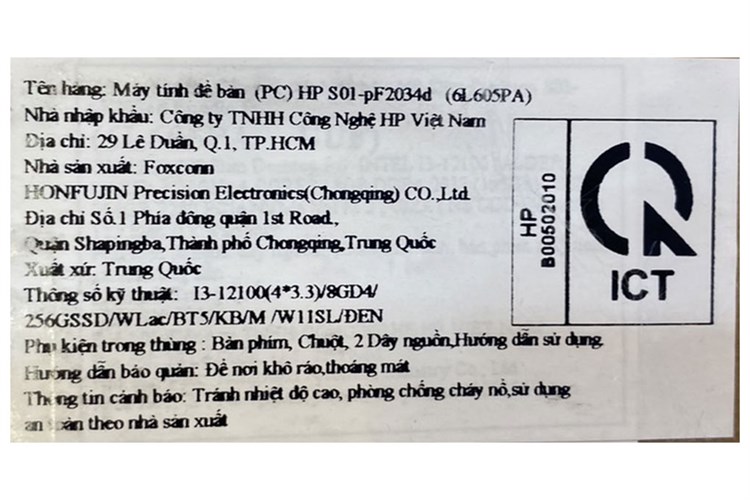 Tên hàng: Máy tính để bàn (PC) HP S01-pF2034d (6L605PA)
Nhà nhập khẩu: Công ty TNHH Công Nghệ HP Việt Nam
Địa chỉ: 29 Lê Duẩn, Q.1, TP.HCM
Nhà sản xuất: Foxconn
HONFUJIN Precision Electronics(Chongqing) CO.,Ltd
Địa chỉ Số.1 Phía đông quận 1st Road.,
Quận Shapingba,Thành phố Chongqing,Trung Quốc
Xuất xứ: Trung Quốc
Thông số kỹ thuật: I3-12100(4*3.3)/8GD4/
256GSSD/WLac/BT5/KB/M /W11SL/ĐEN
Phụ kiện trong thùng : Bàn phím, Chuột, 2 Dây nguồn,Hướng dẫn sử dụng
Hướng dẫn bảo quản: Để nơi khô ráo,thoáng mát
Thông tin cảnh báo: Tránh nhiệt độ cao, phòng chống cháy nổ,sử dụng
an toàn theo nhà sản xuất
HP
B00502010
ICT